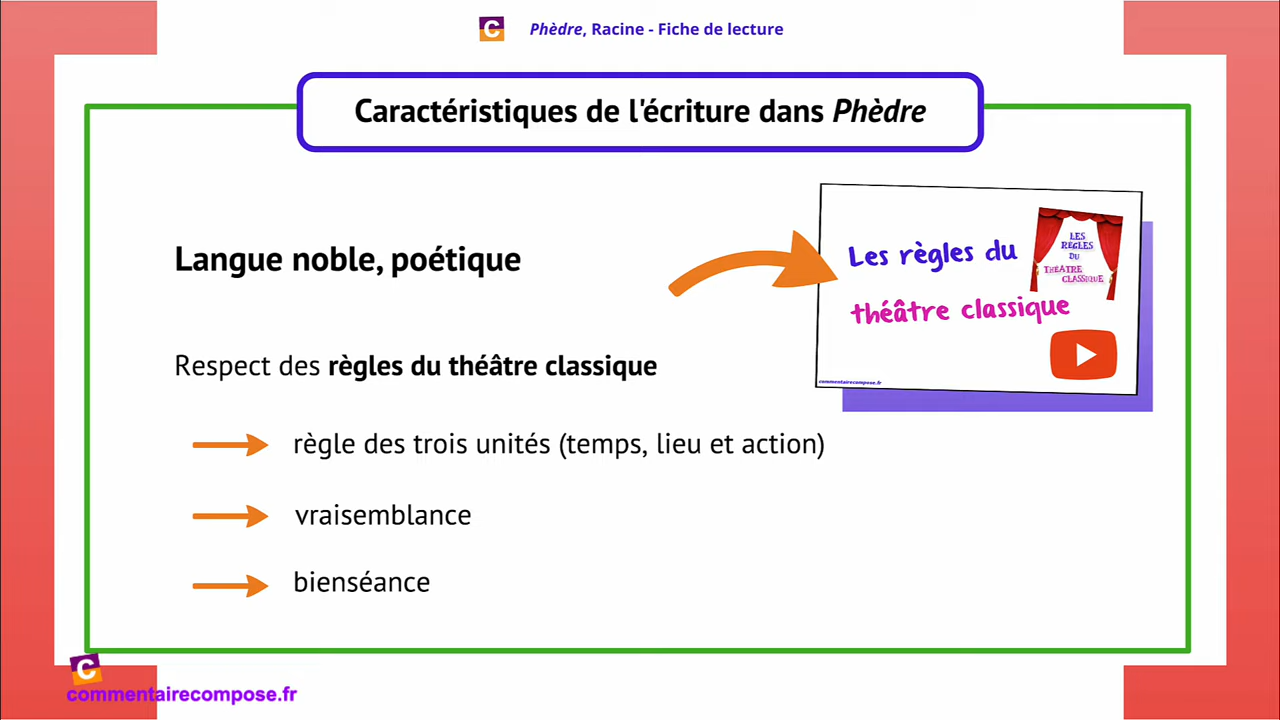 C
Phèdre, Racine - Fiche de lecture
Caractéristiques de l'écriture dans Phèdre
Langue noble, poétique
Les règles du
théâtre classique
LES
RÈGLES
DU
THÉÂTRE
CLASSIQUE
commentairecompose.fr
Respect des règles du théâtre classique
règle des trois unités (temps, lieu et action)
vraisemblance
bienséance
C
commentairecompose.fr